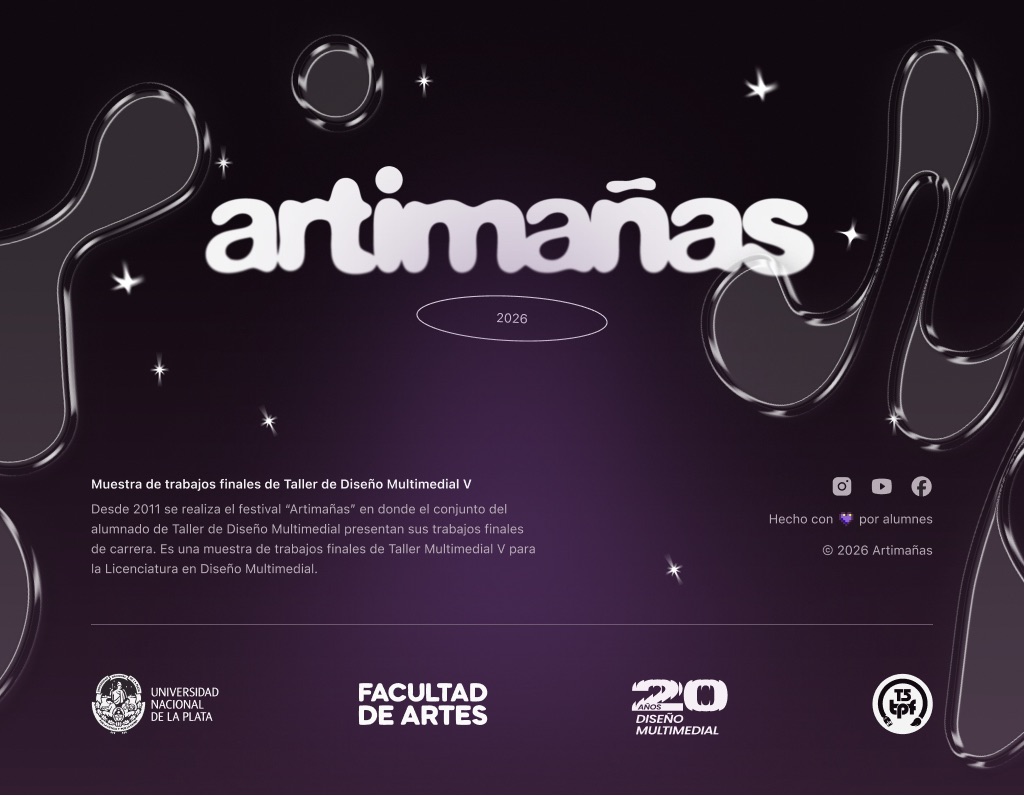 artimañas
2026
Muestra de trabajos finales de Taller de Diseño Multimedial V
Desde 2011 se realiza el festival “Artimañas” en donde el conjunto del
alumnado de Taller de Diseño Multimedial presentan sus trabajos finales
de carrera. Es una muestra de trabajos finales de Taller Multimedial V para
la Licenciatura en Diseño Multimedial.
Hecho con 💜 por alumnes
© 2026 Artimañas
UNIVERSIDAD
NACIONAL
DE LA PLATA
FACULTAD
DE ARTES
20
AÑOS
DISEÑO
MULTIMEDIAL
T5
tpf